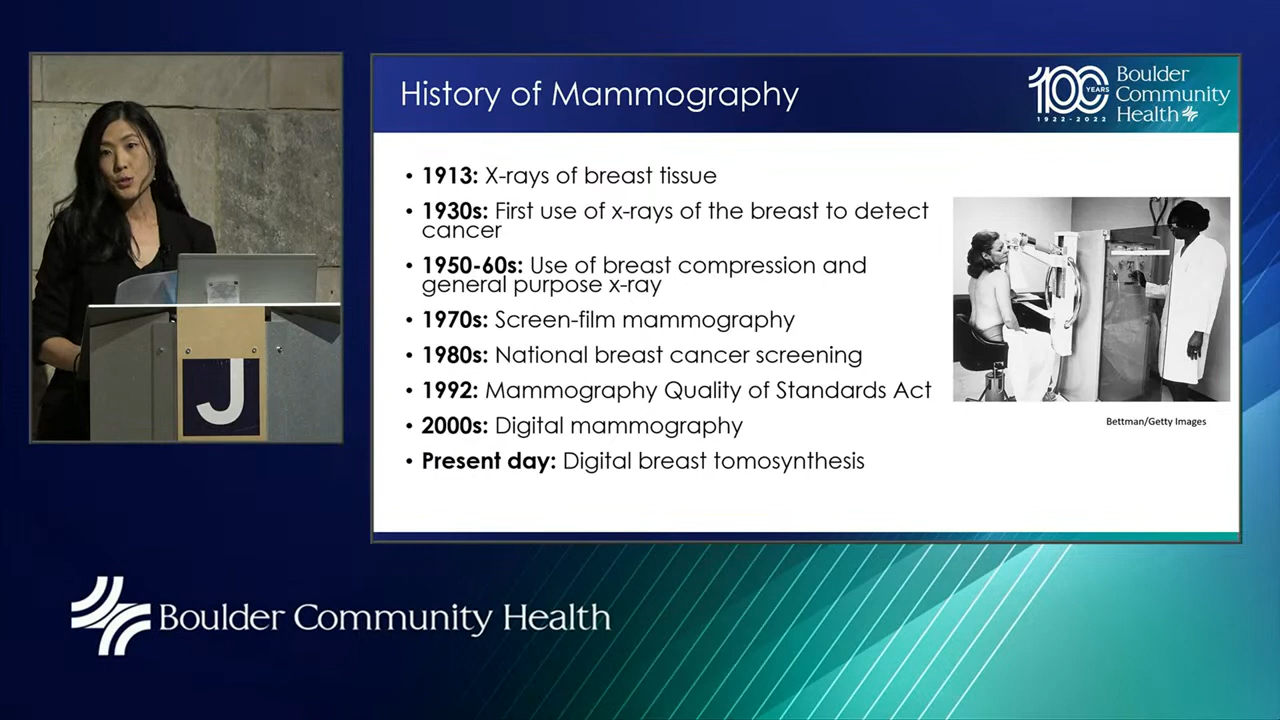 History of Mammography
100
YEARS
1922-2022
Boulder
Community
Health
• 1913: X-rays of breast tissue
• 1930s: First use of x-rays of the breast to detect
cancer
• 1950-60s: Use of breast compression and
general purpose x-ray
• 1970s: Screen-film mammography
• 1980s: National breast cancer screening
• 1992: Mammography Quality of Standards Act
• 2000s: Digital mammography
• Present day: Digital breast tomosynthesis
Bettman/Getty Images
J
Boulder Community Health